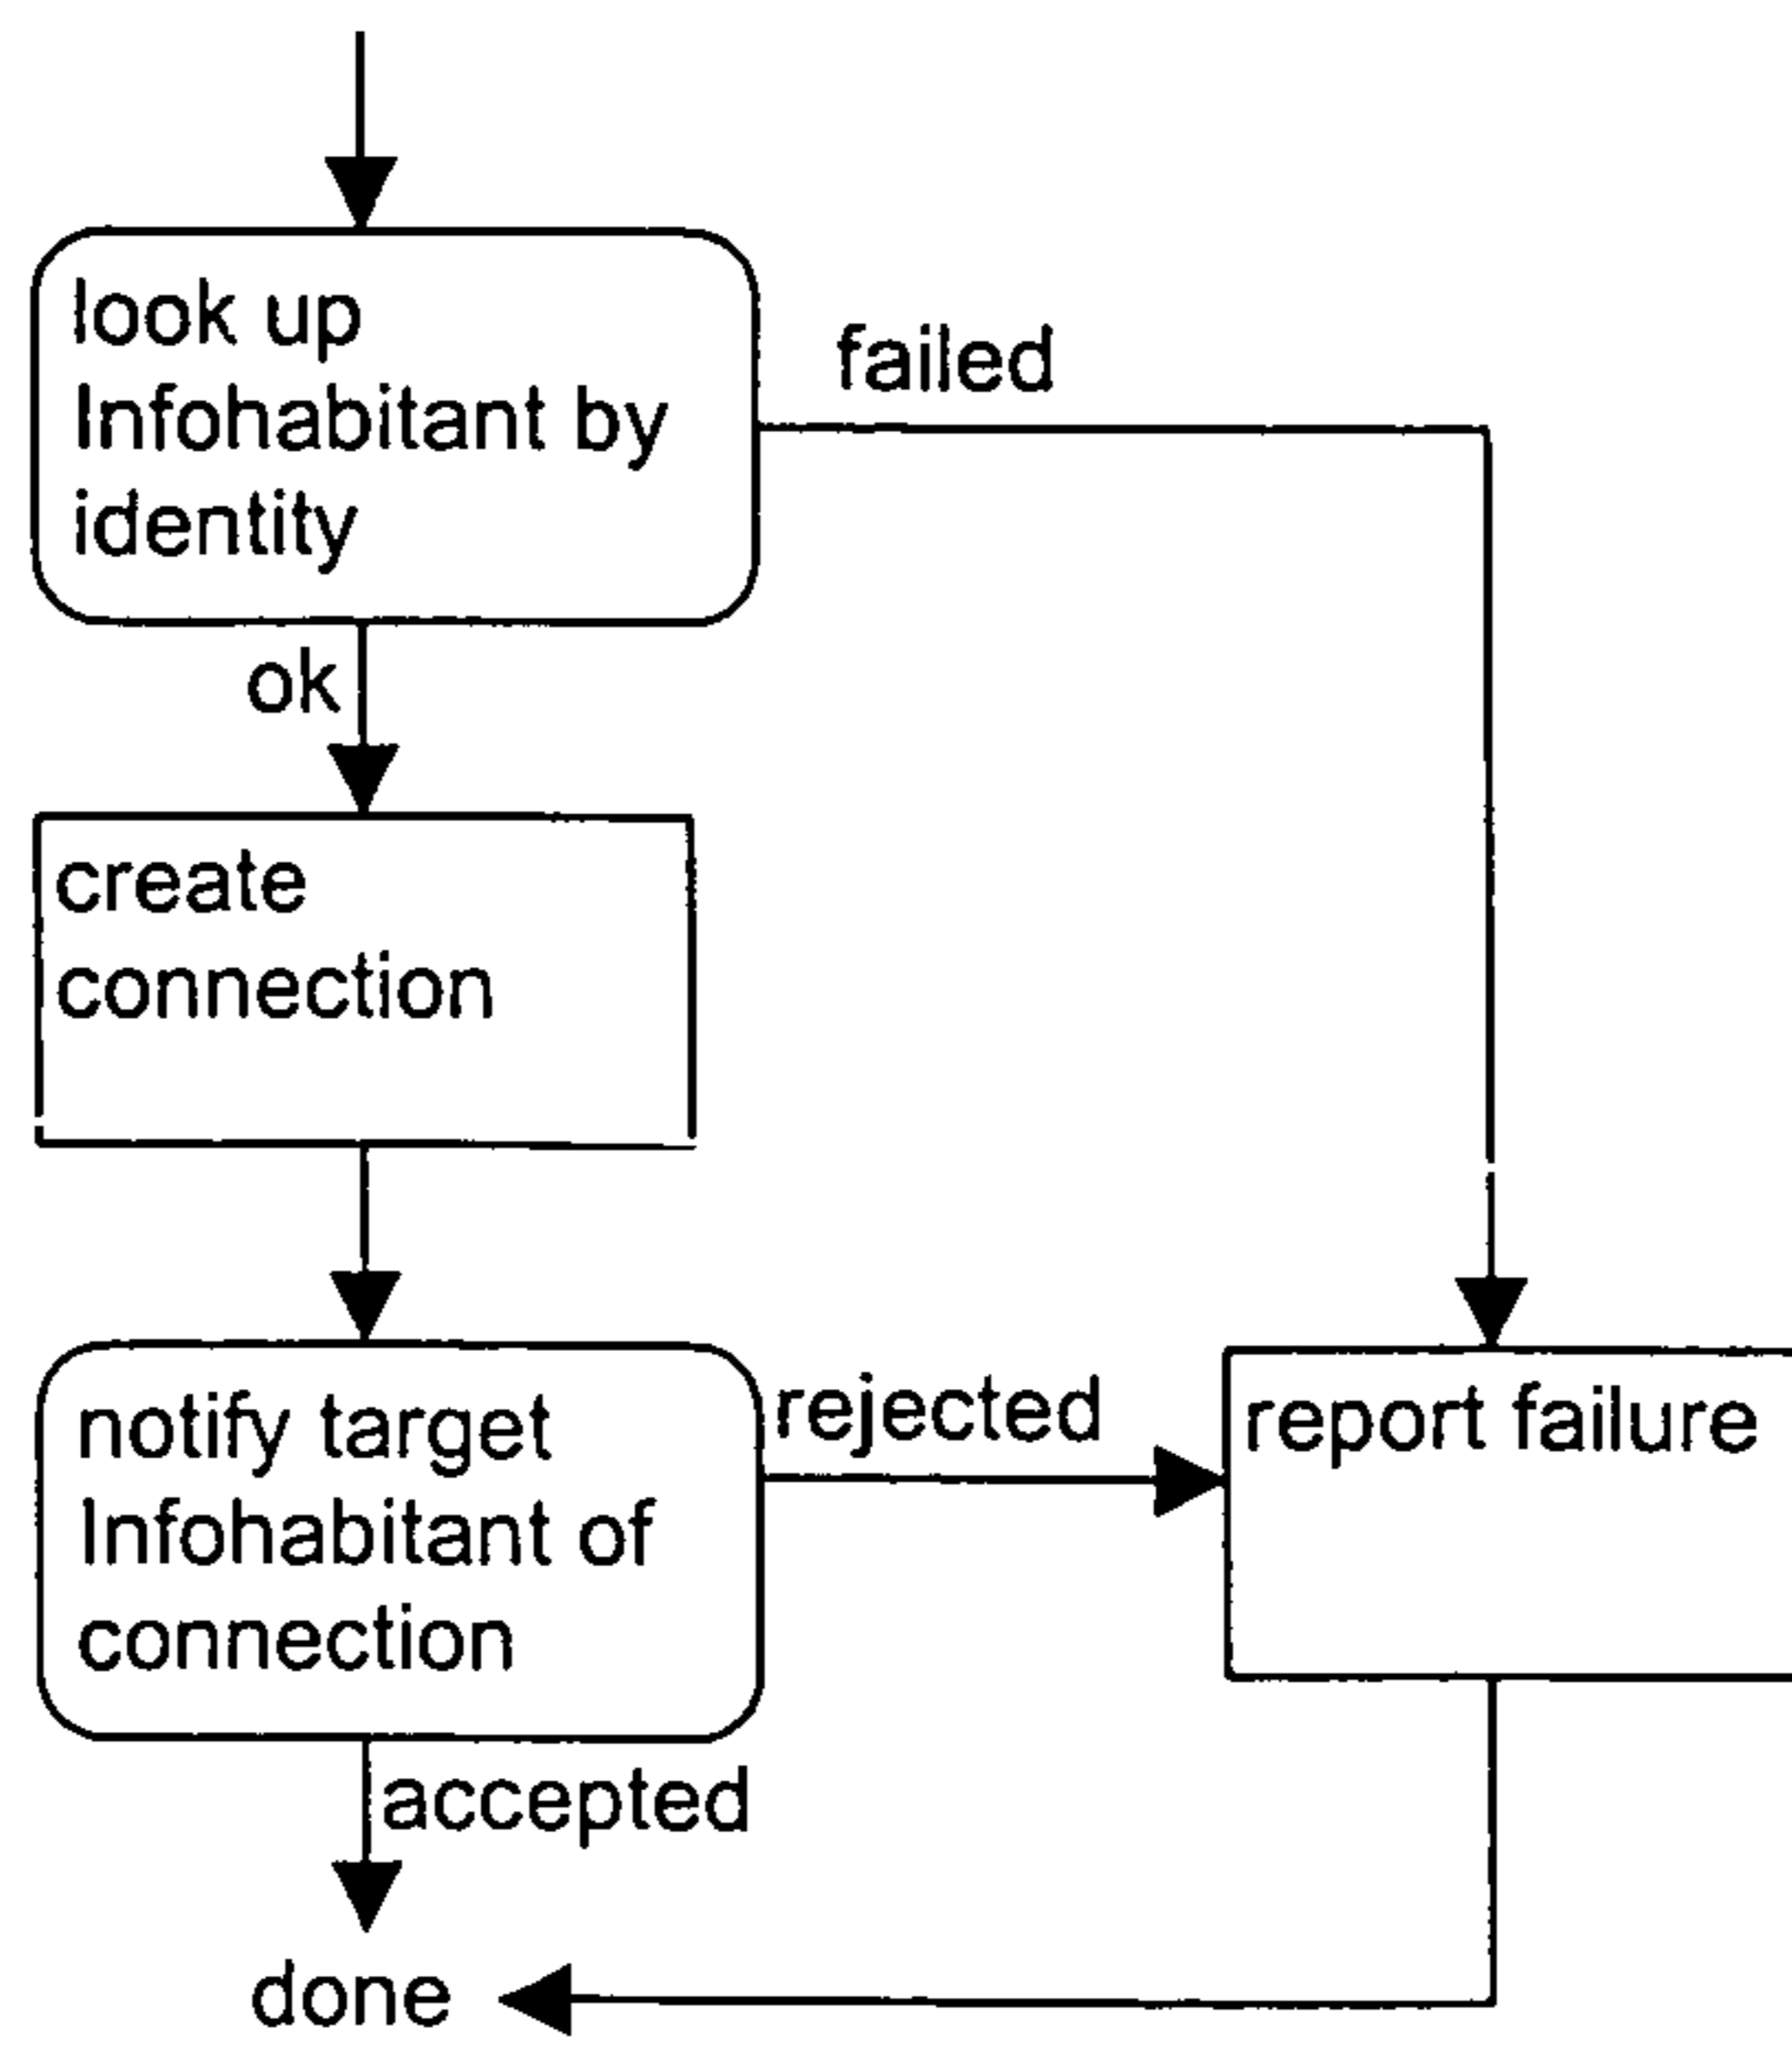 look up
Infohabitant by
identity
failed
ok
create
connection
notify target
Infohabitant of
connection
rejected
report failure
accepted
done